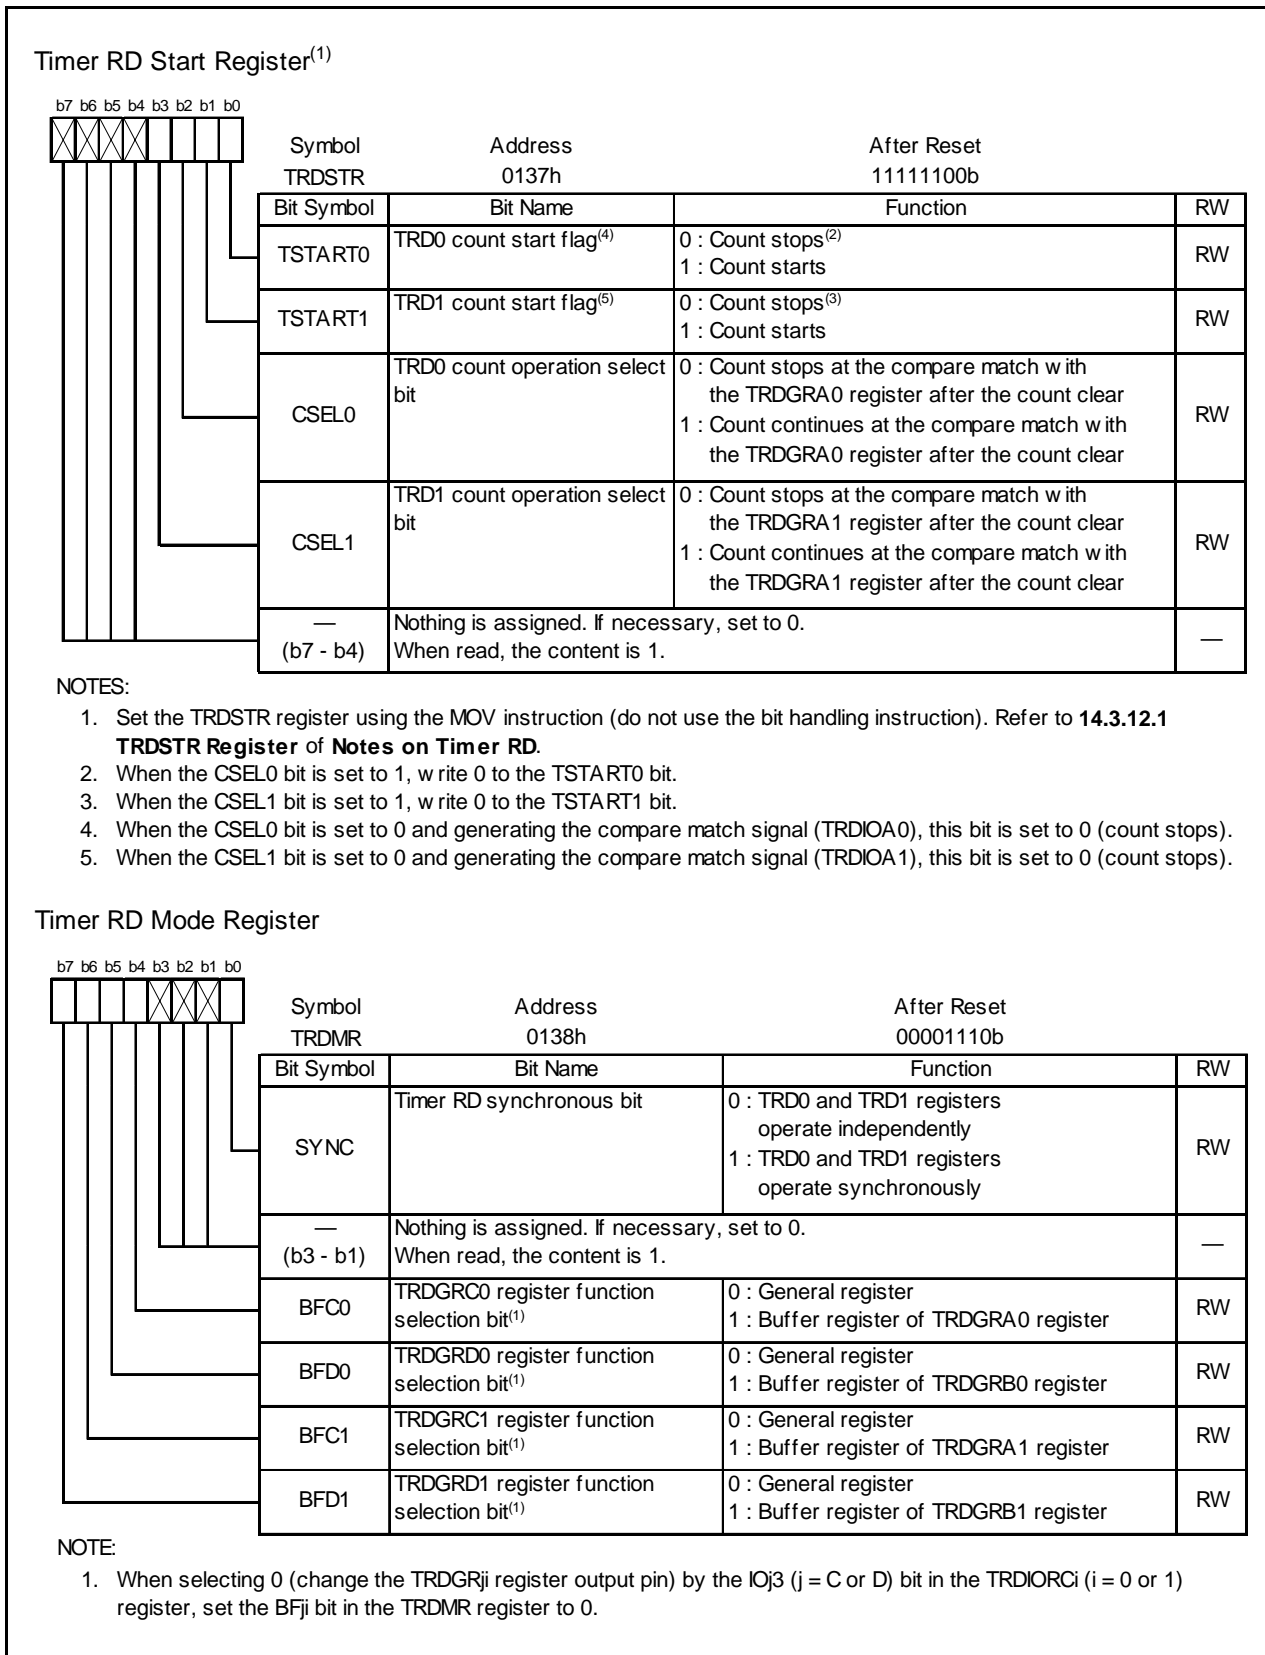 Timer RD Start Register(1)
b7 b6 b5 b4 b3 b2 b1 b0
Symbol Address After Reset
TRDSTR 0137h 11111100b
Bit Symbol Bit Name Function RW
TSTART0 TRD0 count start flag(4) 0 : Count stops(2) RW
1 : Count starts
TSTART1 TRD1 count start flag(5) 0 : Count stops(3) RW
1 : Count starts
CSEL0 TRD0 count operation select 0 : Count stops at the compare match with RW
bit the TRDGRA0 register after the count clear
1 : Count continues at the compare match with
the TRDGRA0 register after the count clear
CSEL1 TRD1 count operation select 0 : Count stops at the compare match with RW
bit the TRDGRA1 register after the count clear
1 : Count continues at the compare match with
the TRDGRA1 register after the count clear
— Nothing is assigned. If necessary, set to 0. —
(b7 - b4) When read, the content is 1.
NOTES:
1. Set the TRDSTR register using the MOV instruction (do not use the bit handling instruction). Refer to 14.3.12.1
TRDSTR Register of Notes on Timer RD.
2. When the CSEL0 bit is set to 1, write 0 to the TSTART0 bit.
3. When the CSEL1 bit is set to 1, write 0 to the TSTART1 bit.
4. When the CSEL0 bit is set to 0 and generating the compare match signal (TRDIOA0), this bit is set to 0 (count stops).
5. When the CSEL1 bit is set to 0 and generating the compare match signal (TRDIOA1), this bit is set to 0 (count stops).
Timer RD Mode Register
b7 b6 b5 b4 b3 b2 b1 b0
Symbol Address After Reset
TRDMR 0138h 00001110b
Bit Symbol Bit Name Function RW
SYNC Timer RD synchronous bit 0 : TRD0 and TRD1 registers RW
operate independently
1 : TRD0 and TRD1 registers
operate synchronously
— Nothing is assigned. If necessary, set to 0. —
(b3 - b1) When read, the content is 1.
BFC0 TRDGRC0 register function 0 : General register RW
selection bit(1) 1 : Buffer register of TRDGRA0 register
BFD0 TRDGRD0 register function 0 : General register RW
selection bit(1) 1 : Buffer register of TRDGRB0 register
BFC1 TRDGRC1 register function 0 : General register RW
selection bit(1) 1 : Buffer register of TRDGRA1 register
BFD1 TRDGRD1 register function 0 : General register RW
selection bit(1) 1 : Buffer register of TRDGRB1 register
NOTE:
1. When selecting 0 (change the TRDGRji register output pin) by the IOj3 (j = C or D) bit in the TRDIORCi (i = 0 or 1)
register, set the BFji bit in the TRDMR register to 0.